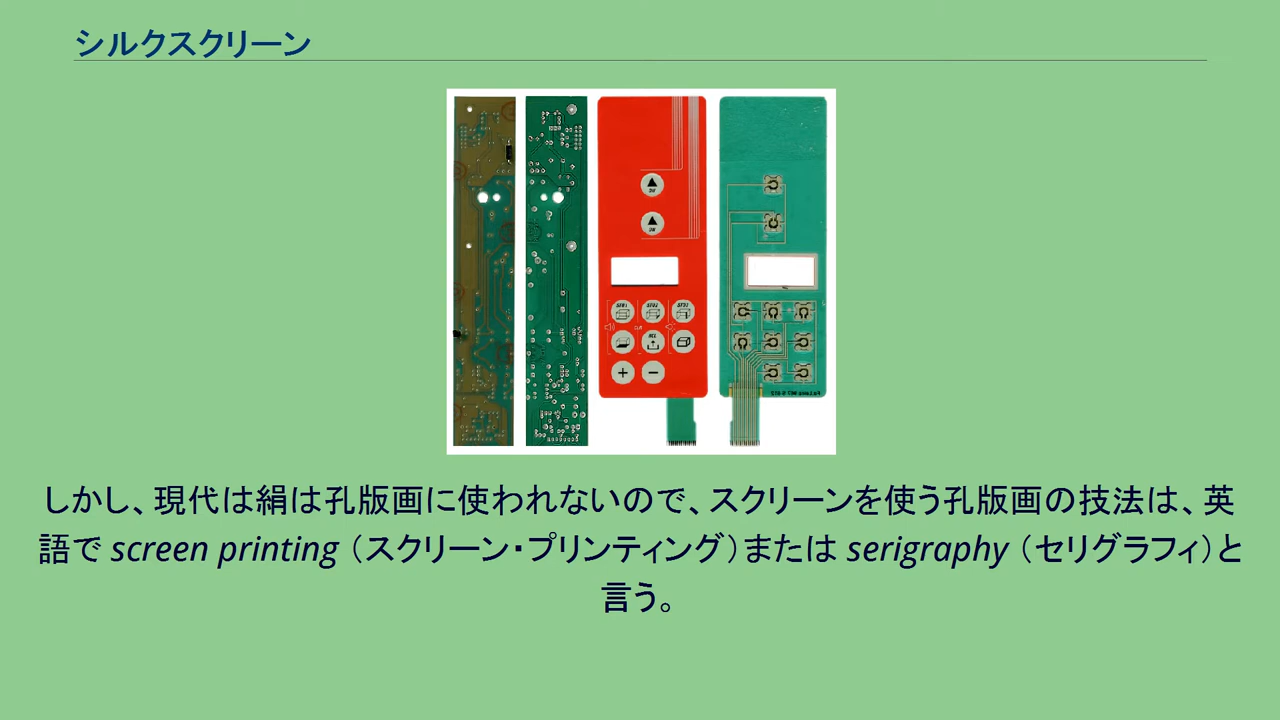 シルクスクリーン
しかし、現代は絹は孔版画に使われないので、スクリーンを使う孔版画の技法は、英
語で screen printing （スクリーン・プリンティング）または serigraphy （セリグラフィ）と
言う。